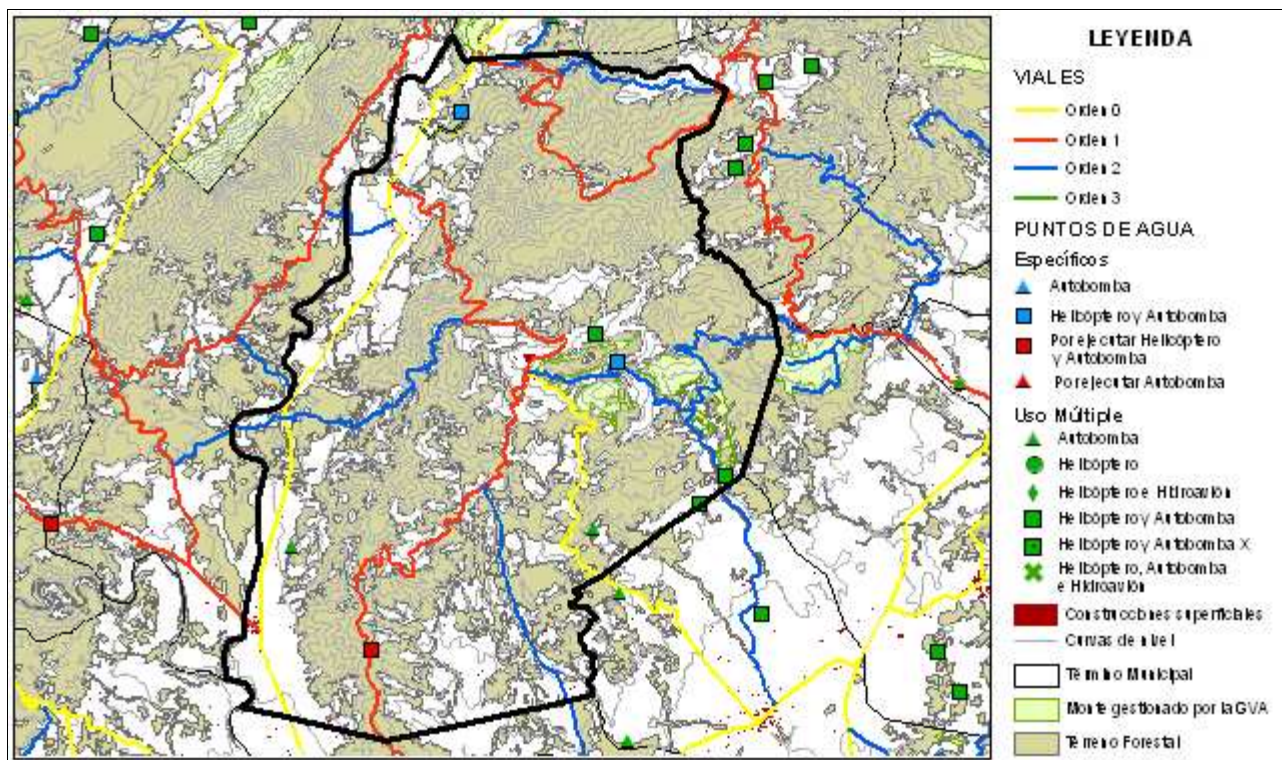 LEYENDA
VIALES
Orden 0
Orden 1
Orden 2
Orden 3
PUNTOS DE AGUA
Específicos
Autobomba
Helicóptero y Autobomba
Por ejecutar Helicóptero
y Autobomba
Por ejecutar Autobomba
Uso Múltiple
Autobomba
Helicóptero
Helicóptero e Hidroavión
Helicóptero y Autobomba
Helicóptero y Autobomba X
Helicóptero, Autobomba
e Hidroavión
Construcciones superficiales
Curvas de nivel
Término Municipal
Monte gestionado por la GVA
Terreno Forestal